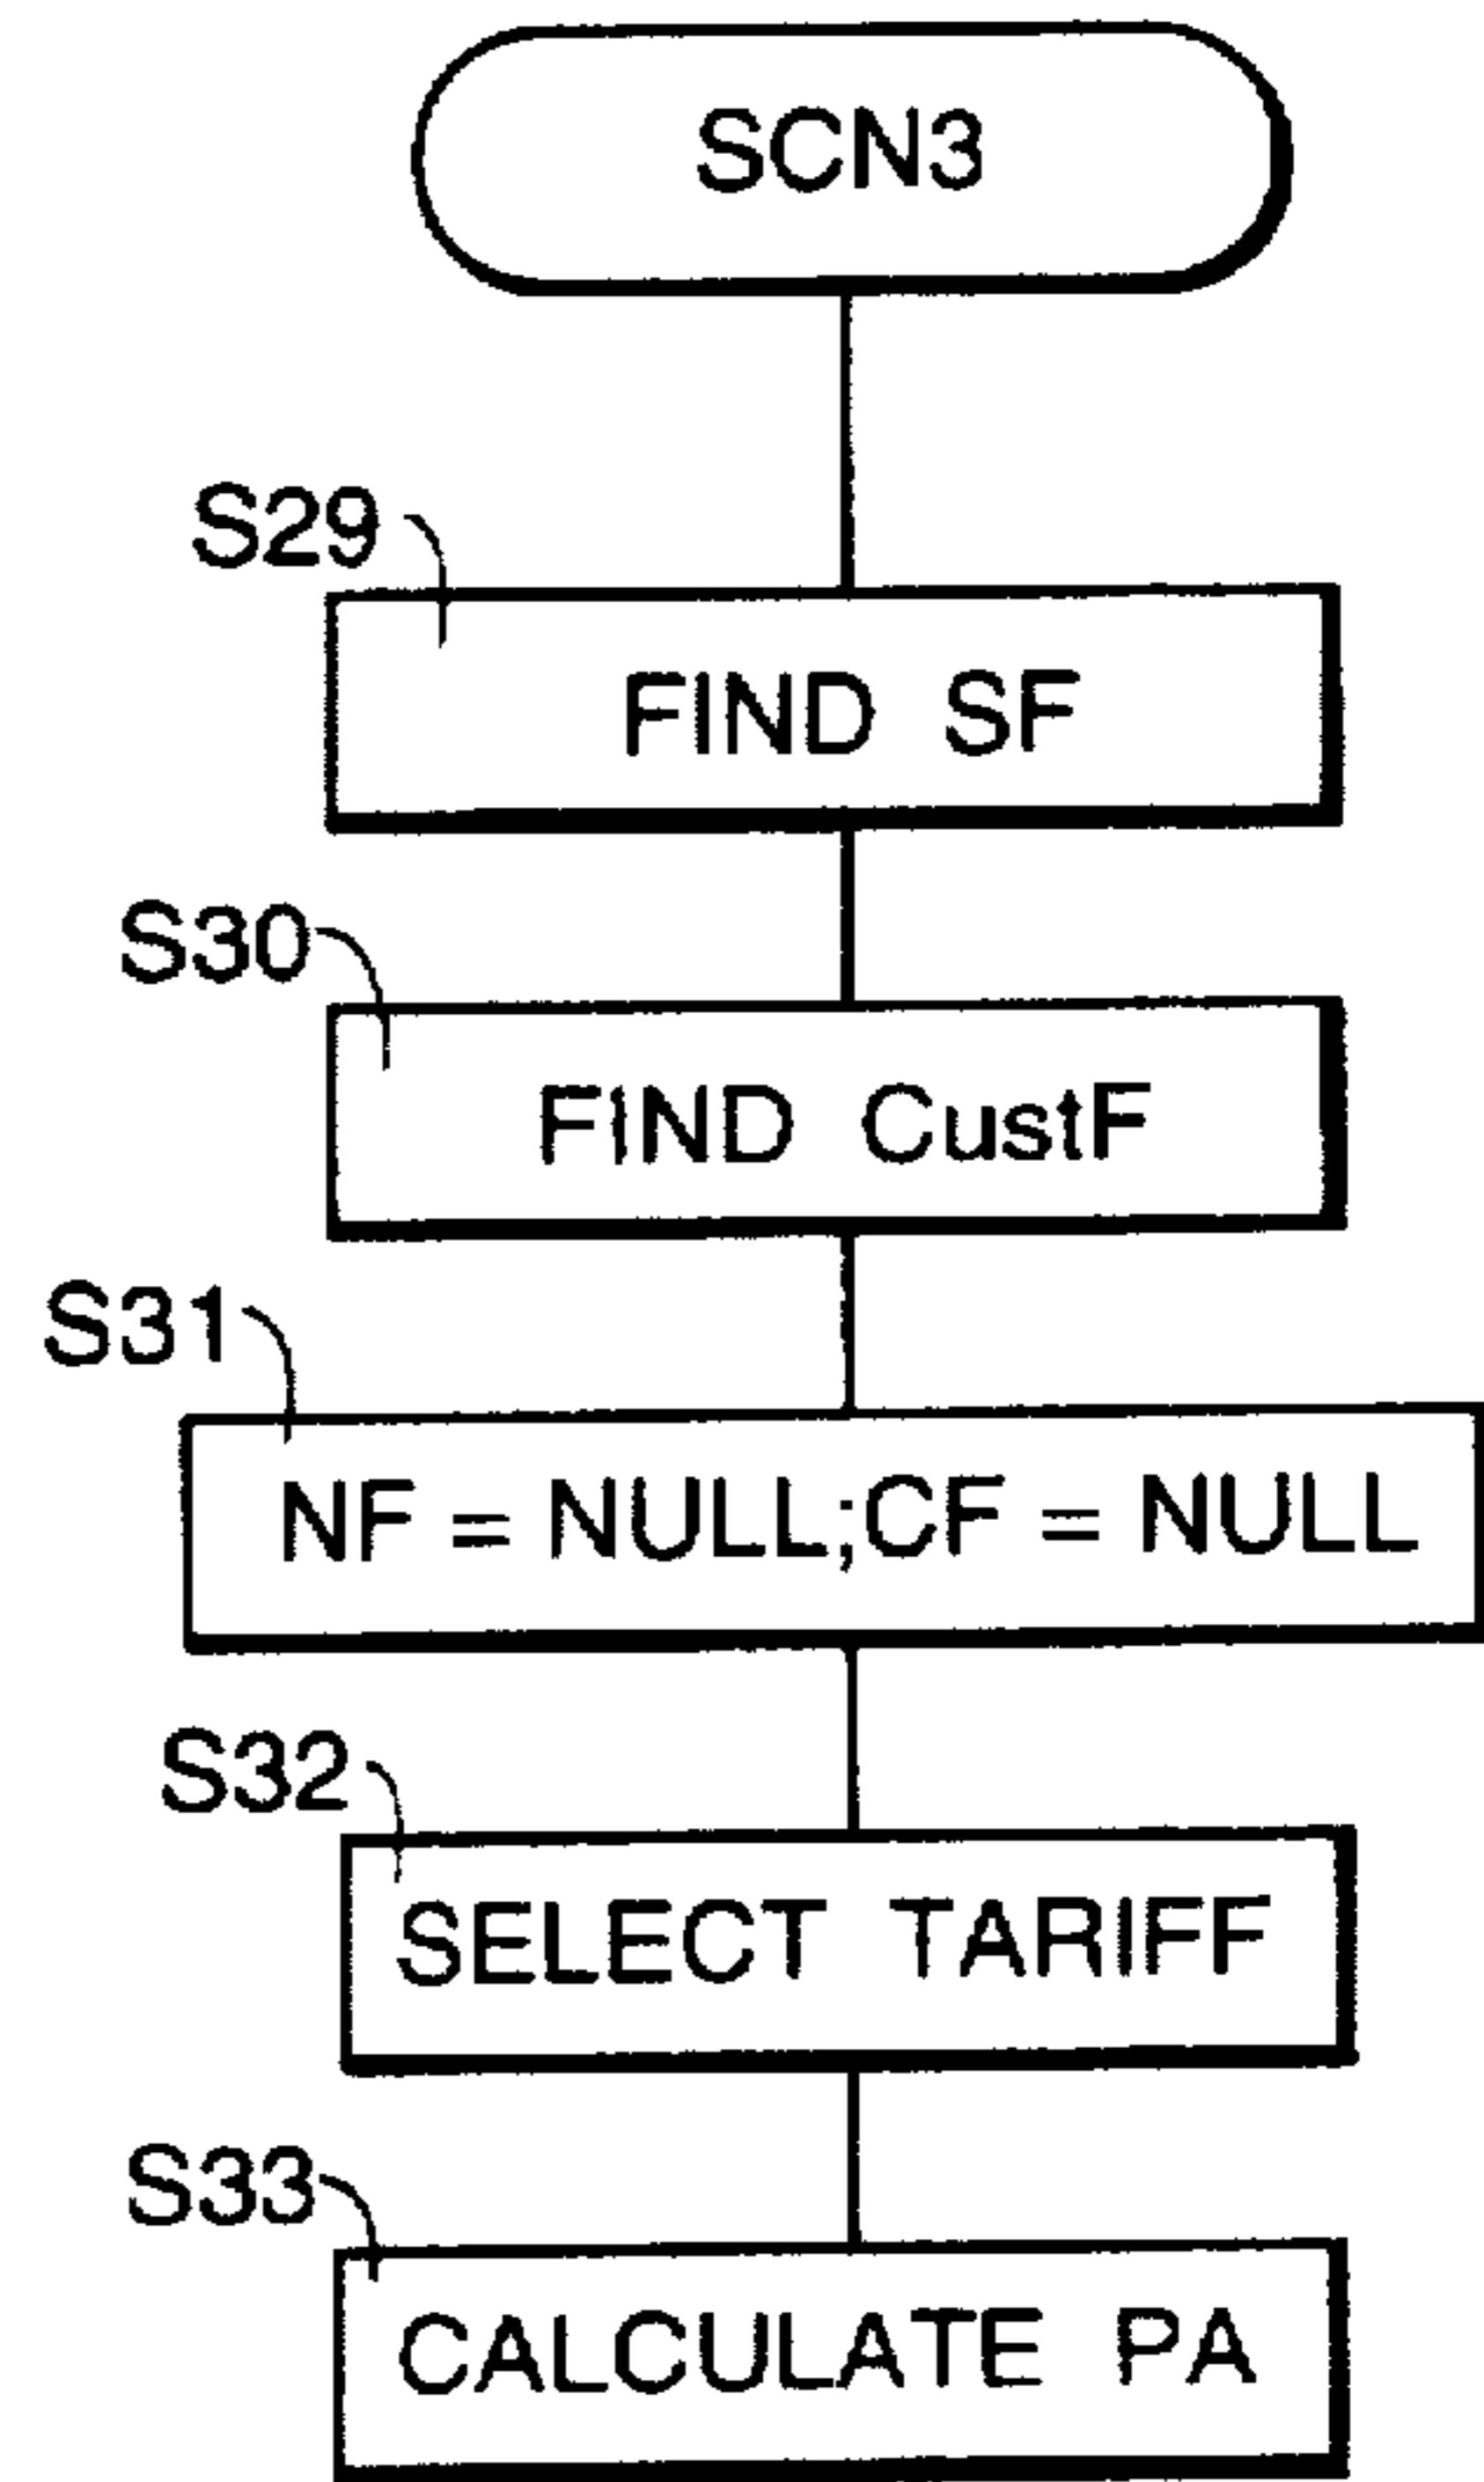 SCN3
S29
FIND SF
S30
FIND CustF
S31
NF = NULL;CF = NULL
S32
SELECT TARIFF
S33
CALCULATE PA